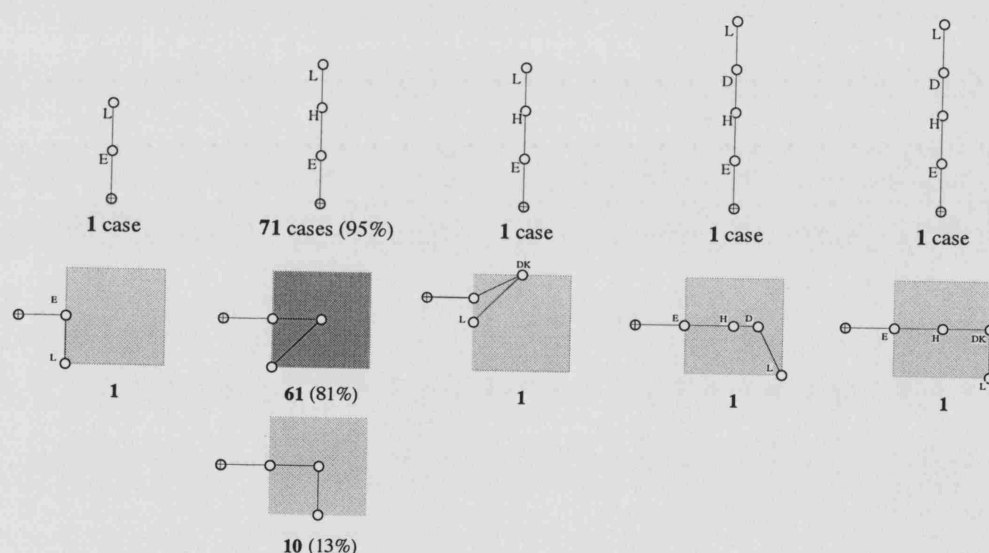 L
E
1 case
L
H
E
71 cases (95%)
L
H
E
1 case
L
D
H
E
1 case
L
D
H
E
1 case
E
L
1
61 (81%)
DK
L
1
E H D
L
1
E H DK
L
1
10 (13%)